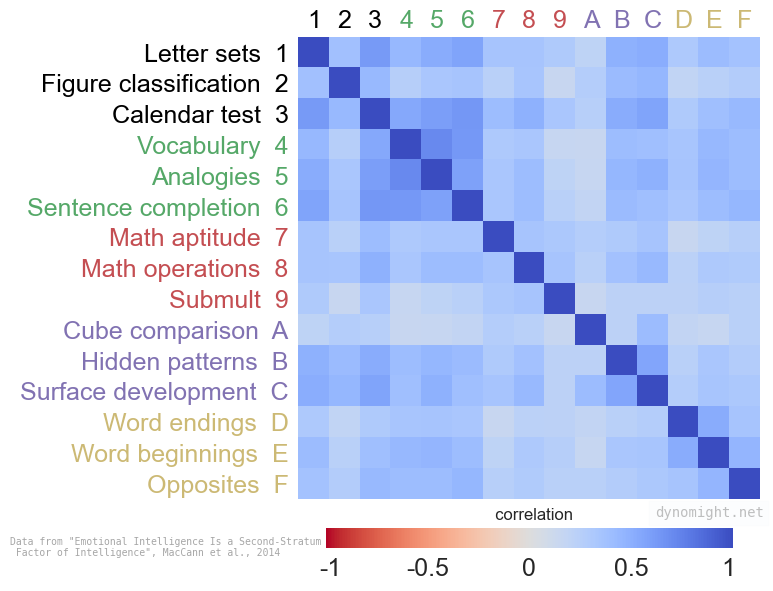 1 2 3 4 5 6 7 8 9 A B C D E F
Letter sets 1
Figure classification 2
Calendar test 3
Vocabulary 4
Analogies 5
Sentence completion 6
Math aptitude 7
Math operations 8
Submult 9
Cube comparison A
Hidden patterns B
Surface development C
Word endings D
Word beginnings E
Opposites F
correlation
dynomight.net
Data from "Emotional Intelligence Is a Second-Stratum
Factor of Intelligence", MacCann et al., 2014
-1 -0.5 0 0.5 1